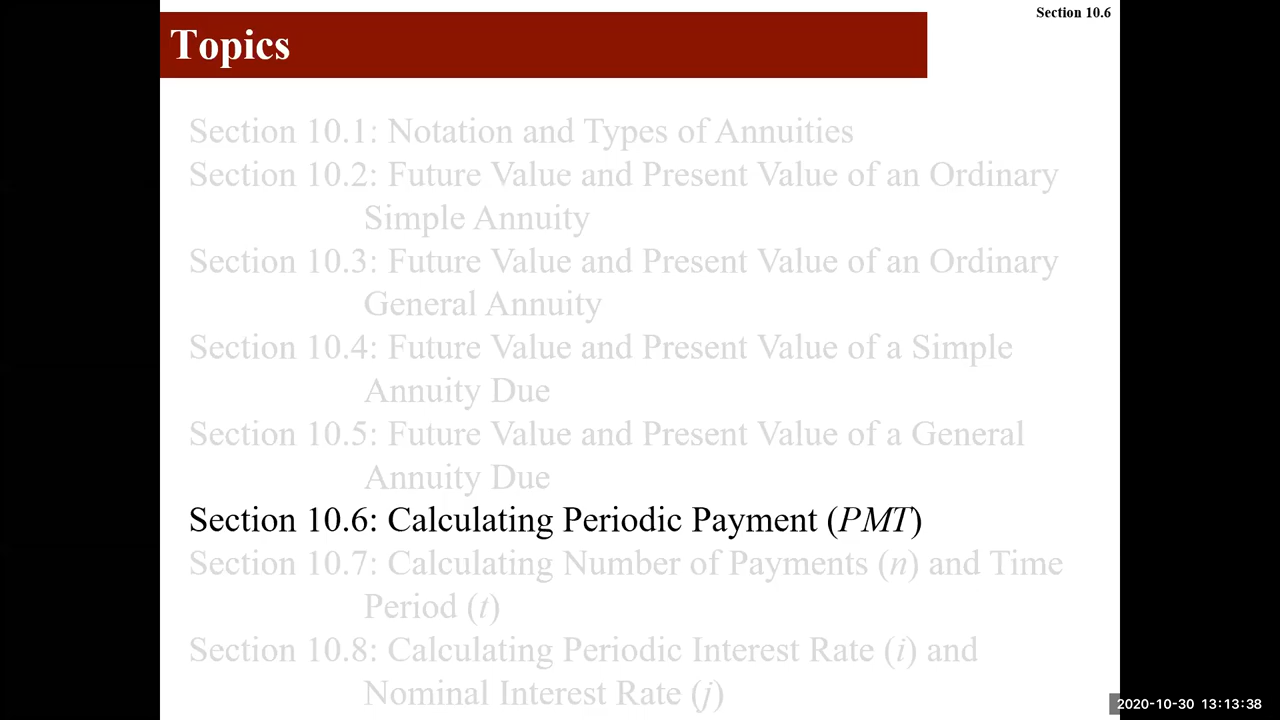 Section 10.6
Topics
Section 10.1: Notation and Types of Annuities
Section 10.2: Future Value and Present Value of an Ordinary
Simple Annuity
Section 10.3: Future Value and Present Value of an Ordinary
General Annuity
Section 10.4: Future Value and Present Value of a Simple
Annuity Due
Section 10.5: Future Value and Present Value of a General
Annuity Due
Section 10.6: Calculating Periodic Payment (PMT)
Section 10.7: Calculating Number of Payments (n) and Time
Period (t)
Section 10.8: Calculating Periodic Interest Rate (i) and
Nominal Interest Rate (j)
2020-10-30 13:13:38